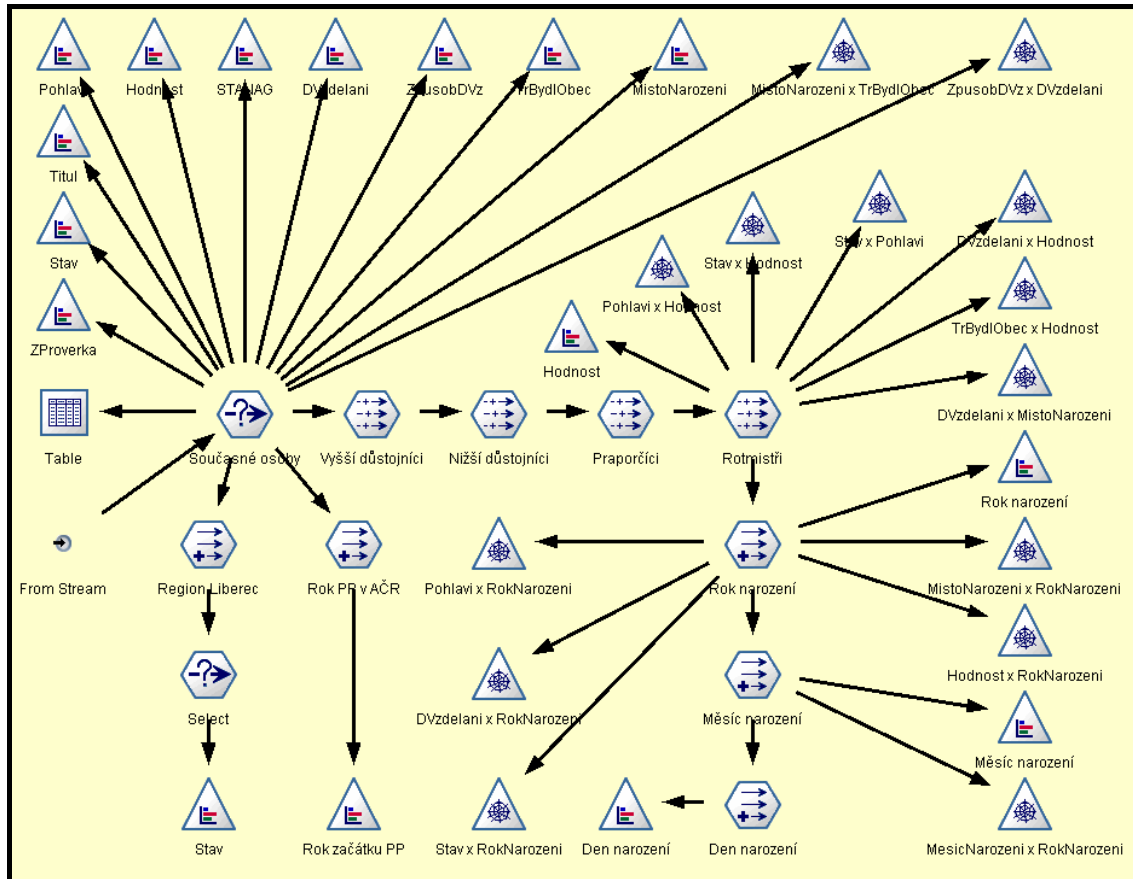 Pohlavi
Hodnost
STANAG
DVzdelani
ZpusobDVz
TrBydlObec
MistoNarozeni
MistoNarozeni x TrBydlObec
ZpusobDVz x DVzdelani
Titul
Stav
Stav x Pohlavi
DVzdelani x Hodnost
Stav x Hodnost
Pohlavi x Hodnost
ZProverka
TrBydlObec x Hodnost
Hodnost
DVzdelani x MistoNarozeni
Table
Současné osoby
Vyšší důstojníci
Nižší důstojníci
Praporčíci
Rotmistři
Rok narození
From Stream
Region Liberec
Rok PP v AČR
Pohlavi x RokNarozeni
Rok narození
MistoNarozeni x RokNarozeni
Hodnost x RokNarozeni
Select
DVzdelani x RokNarozeni
Měsíc narození
Měsíc narození
Stav
Rok začátku PP
Stav x RokNarozeni
Den narození
Den narození
MesicNarozeni x RokNarozeni